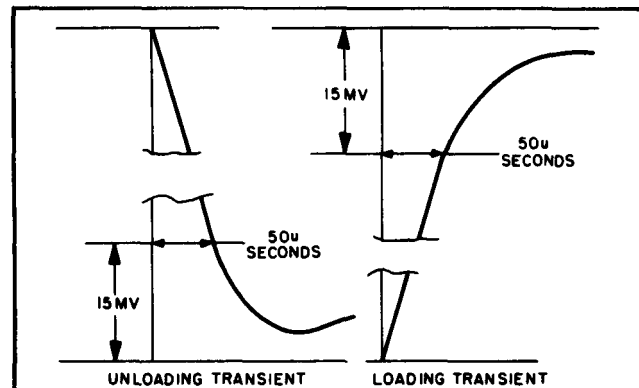 15 MV
50u
SECONDS
50u
SECONDS
15 MV
UNLOADING TRANSIENT
LOADING TRANSIENT